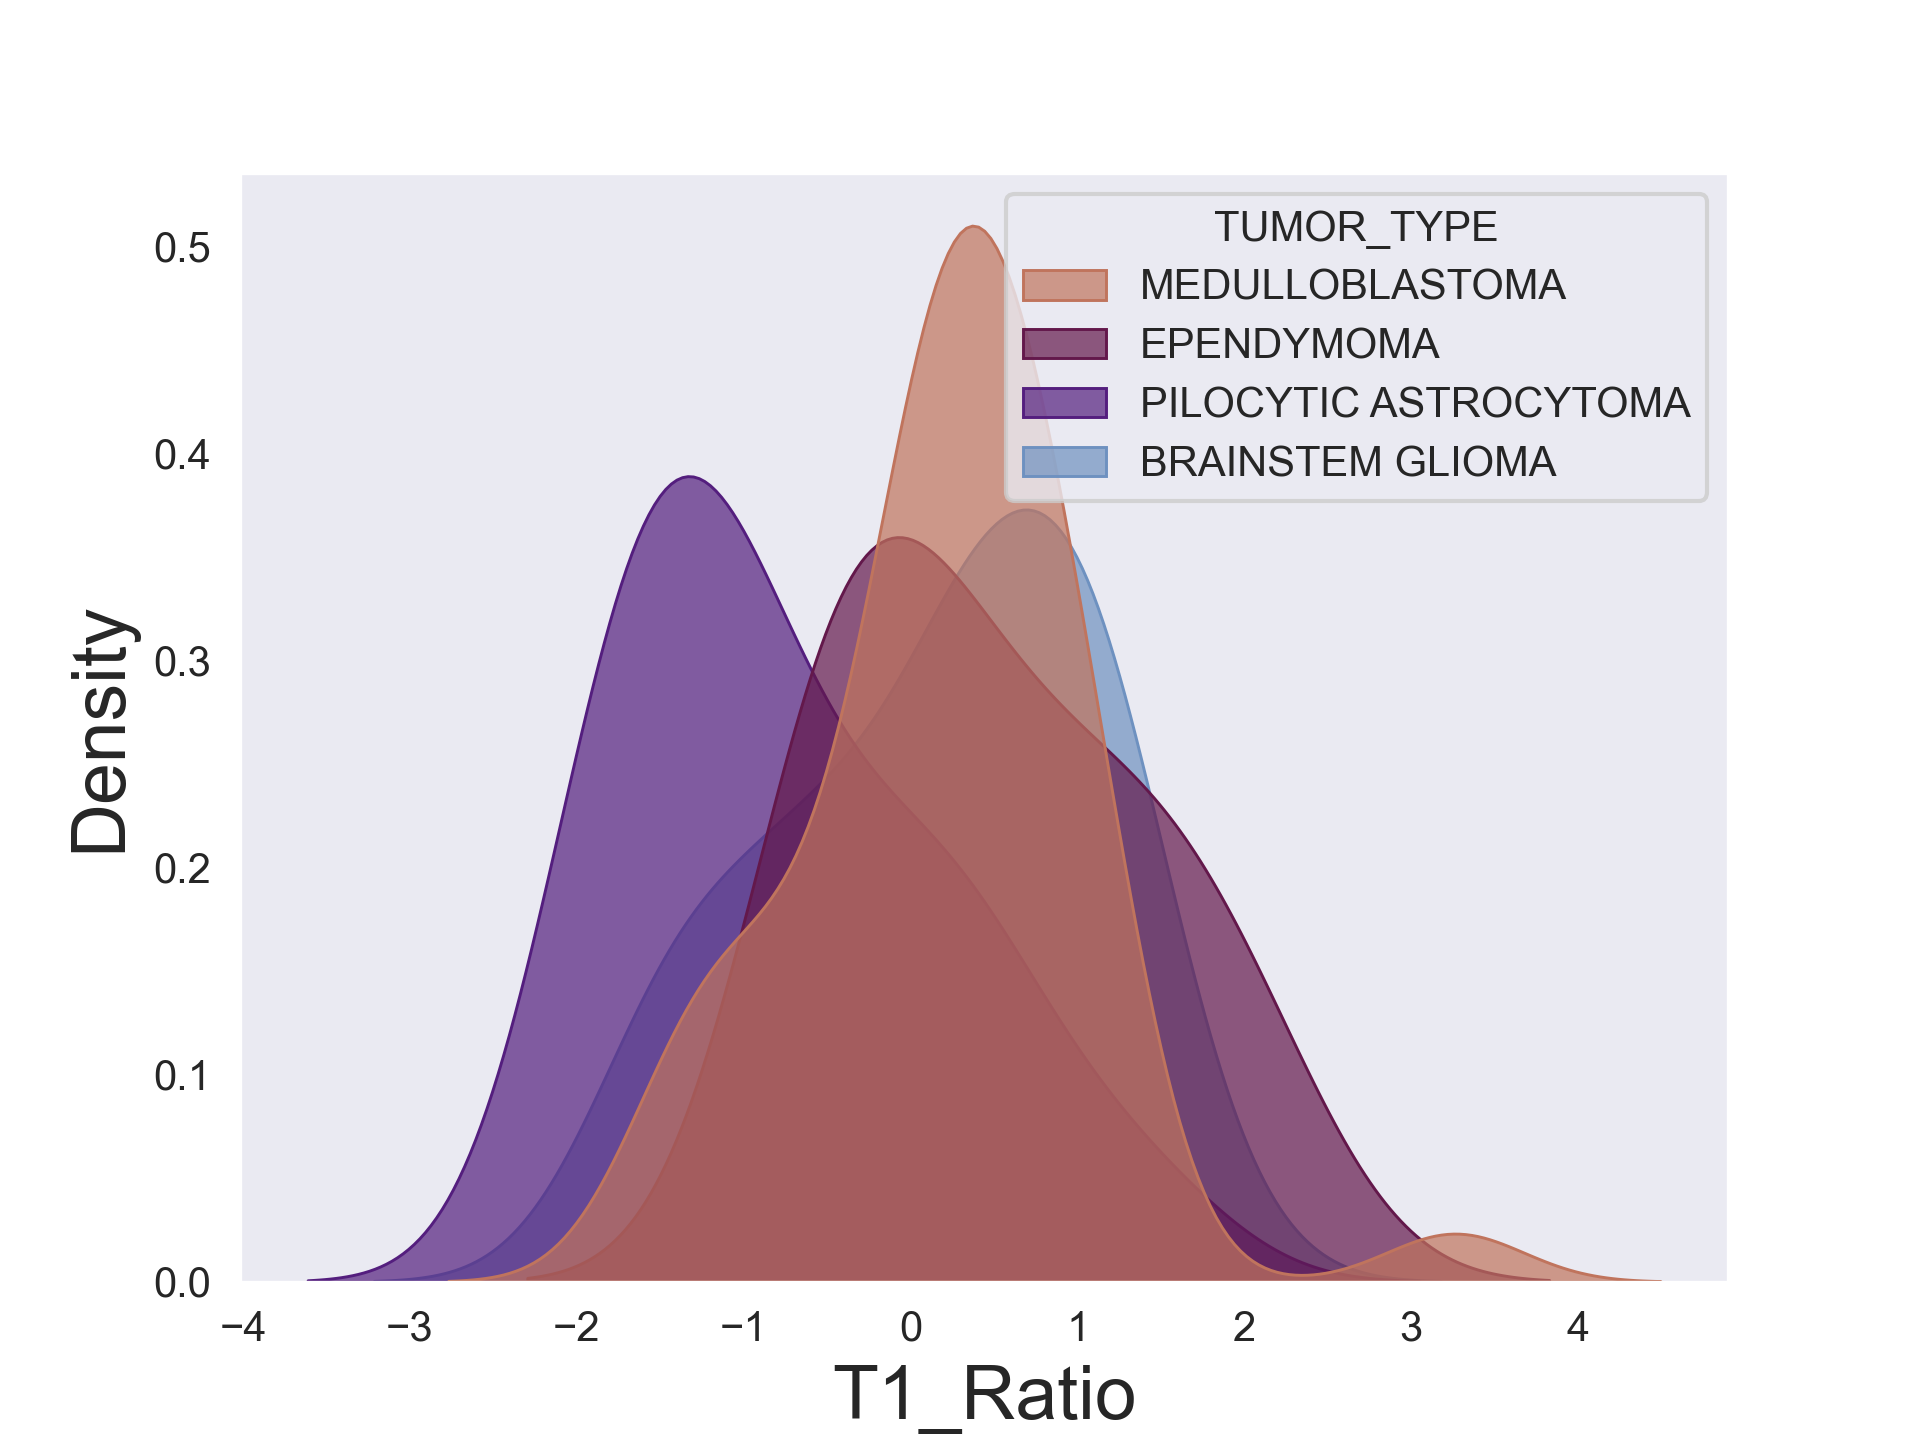 TUMOR_TYPE
MEDULLOBLASTOMA
EPENDYMOMA
PILOCYTIC ASTROCYTOMA
BRAINSTEM GLIOMA
Density
0.5
0.4
0.3
0.2
0.1
0.0
−4 −3 −2 −1 0 1 2 3 4
T1_Ratio